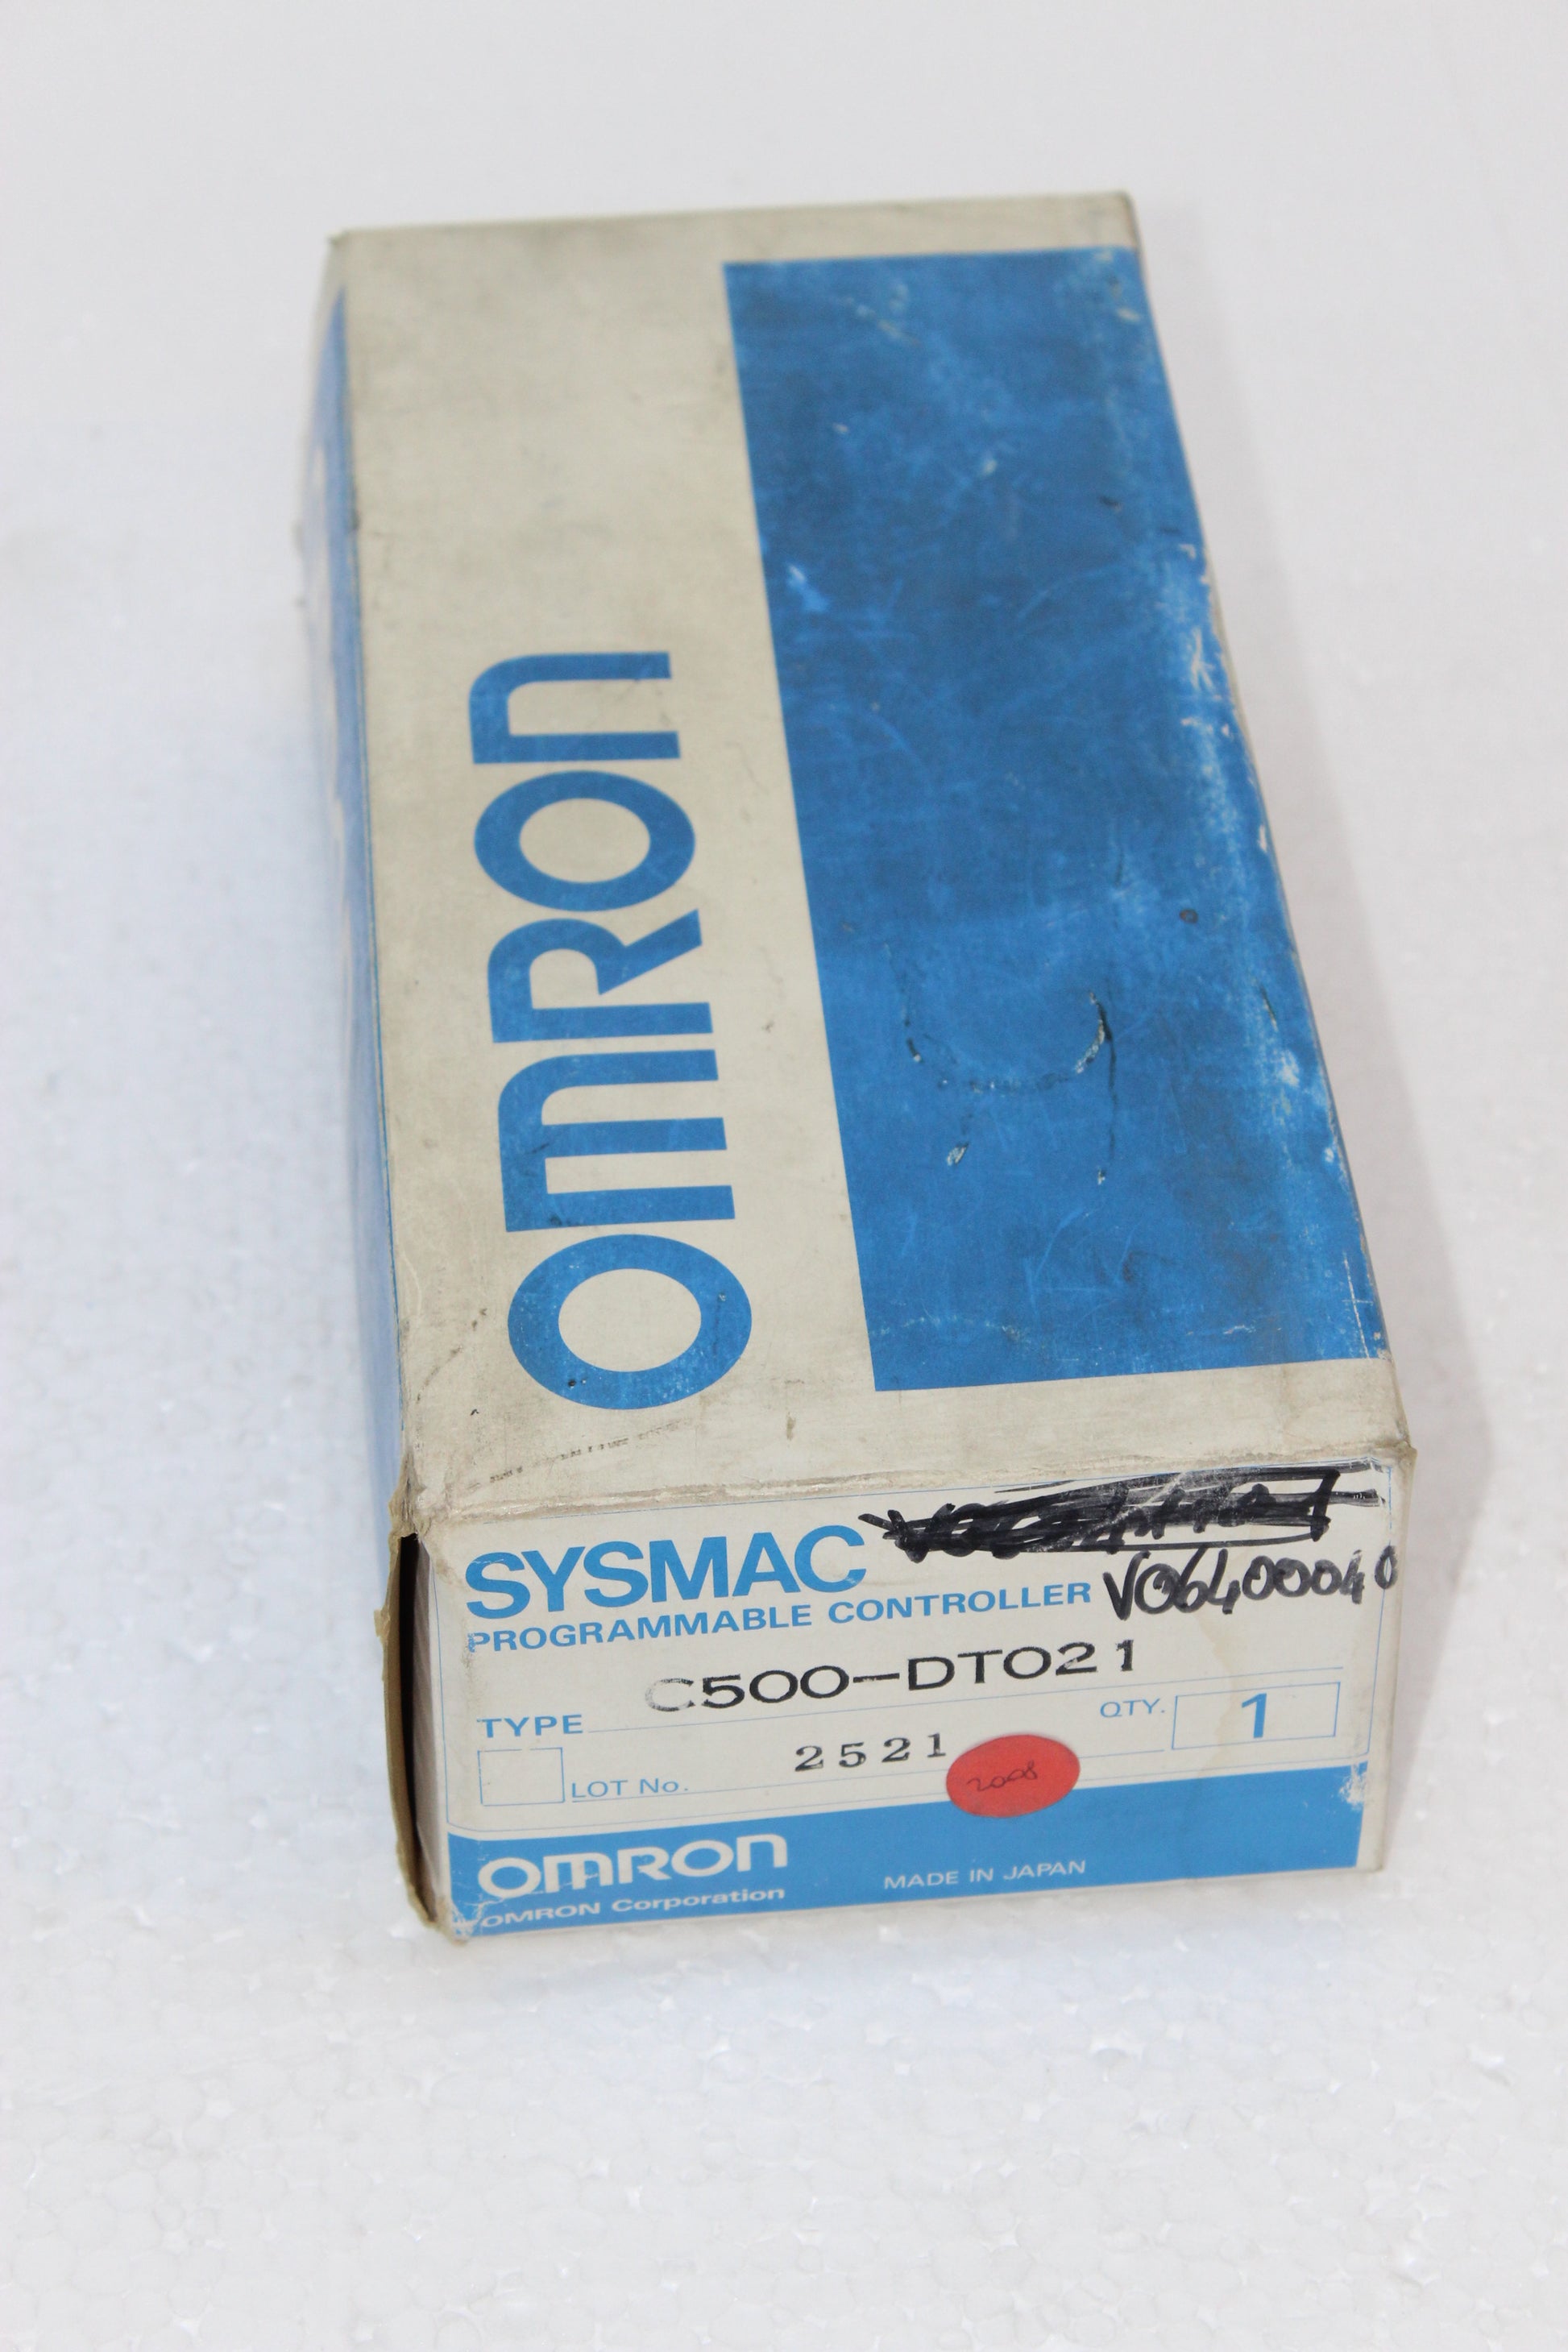 OMRON
SYSMAC
V06400040
PROGRAMMABLE CONTROLLER
TYPE C500-DT021
QTY. 1
LOT No. 2521
2008
OMRON
OMRON Corporation
MADE IN JAPAN